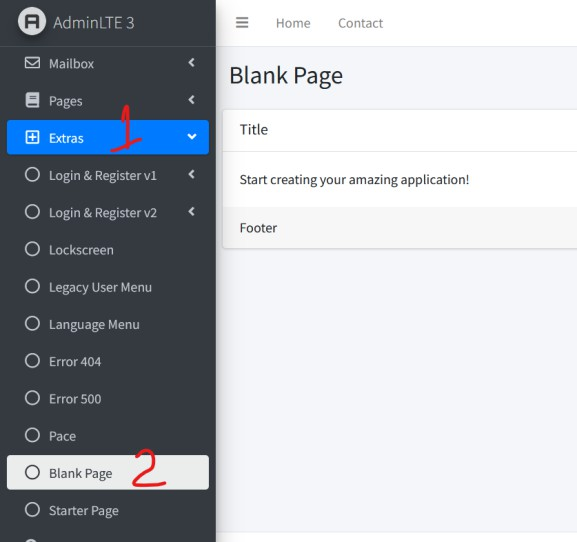 AdminLTE 3
Home Contact
Mailbox
Pages
Extras 1
Login & Register v1
Login & Register v2
Lockscreen
Legacy User Menu
Language Menu
Error 404
Error 500
Pace
Blank Page 2
Starter Page
Blank Page
Title
Start creating your amazing application!
Footer